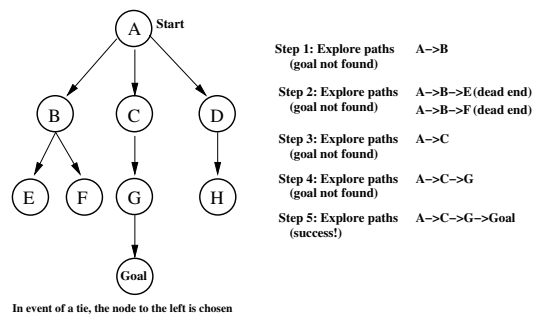 A Start
B C D
E F G H
Goal
In event of a tie, the node to the left is chosen
Step 1: Explore paths A->B
(goal not found)
Step 2: Explore paths A->B->E (dead end)
(goal not found) A->B->F (dead end)
Step 3: Explore paths A->C
(goal not found)
Step 4: Explore paths A->C->G
(goal not found)
Step 5: Explore paths A->C->G->Goal
(success!)